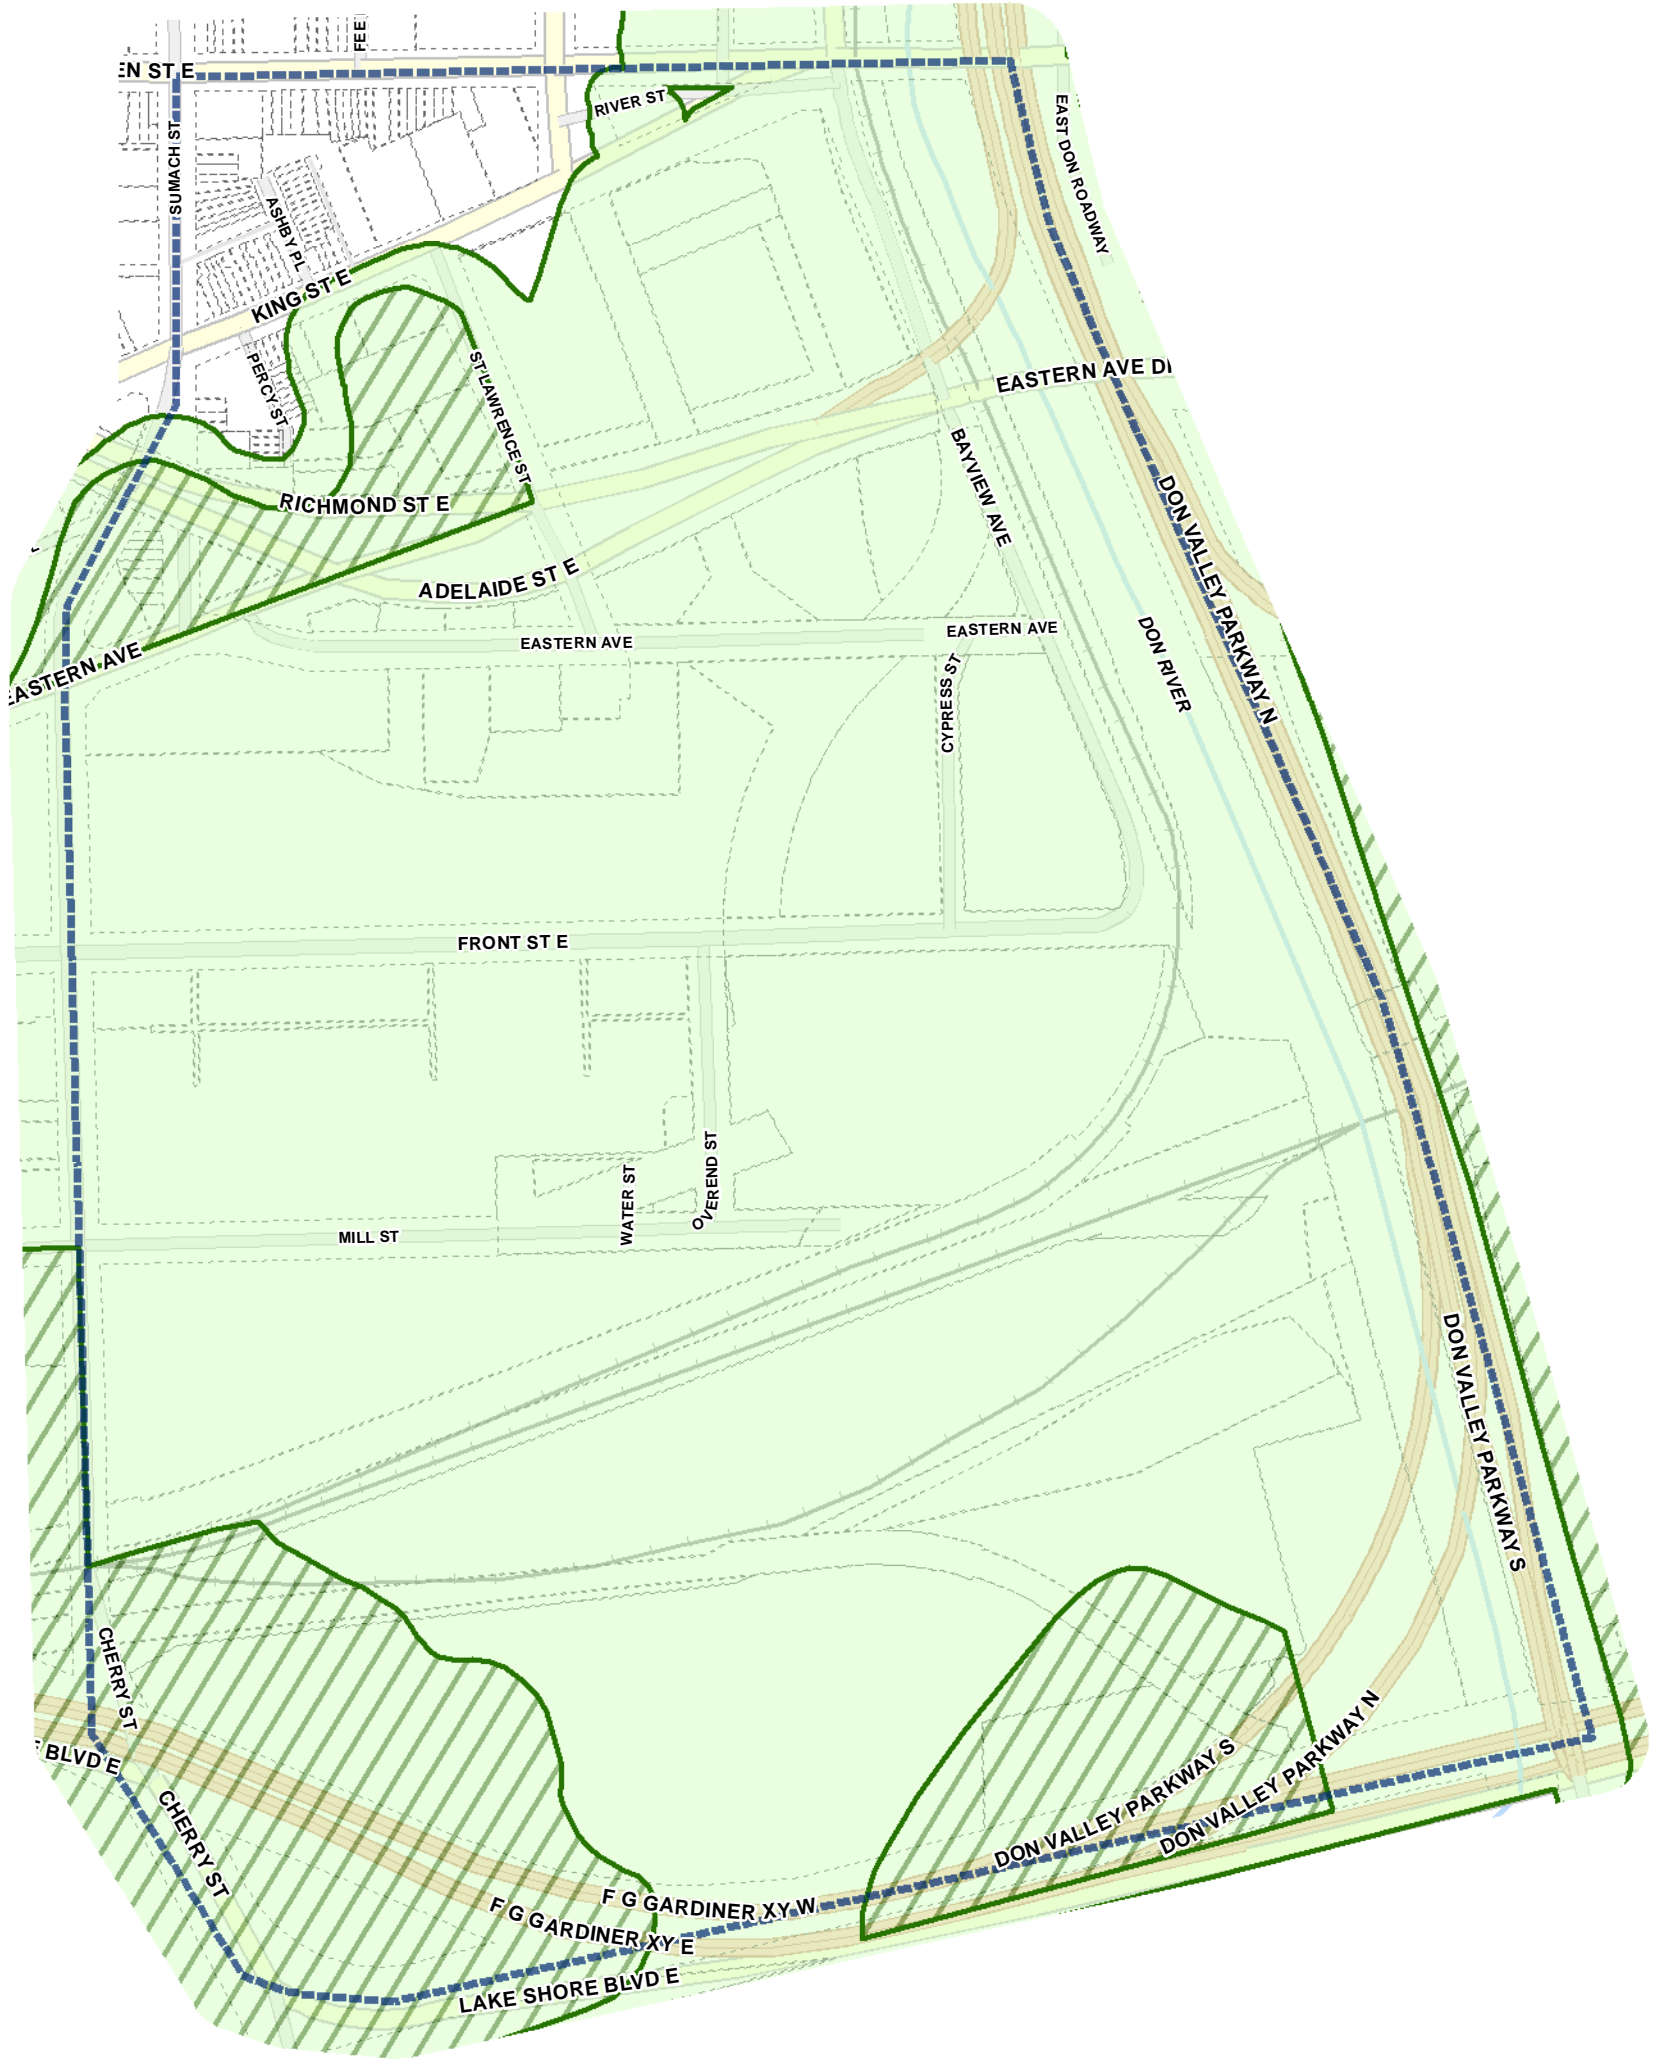 FEE
EN ST E
RIVER ST
SUMACH ST
EAST DON ROADWAY
ASHBY PL
KING ST E
PERCY ST
ST LAWRENCE ST
EASTERN AVE DI
BAYVIEW AVE
RICHMOND ST E
DON VALLEY PARKWAY N
ADELAIDE ST E
EASTERN AVE
EASTERN AVE
EASTERN AVE
CYPRESS ST
DON RIVER
FRONT ST E
WATER ST
OVEREND ST
MILL ST
DON VALLEY PARKWAY S
CHERRY ST
BLVD E
CHERRY ST
DON VALLEY PARKWAY S
DON VALLEY PARKWAY N
F G GARDINER XY W
F G GARDINER XY E
LAKE SHORE BLVD E